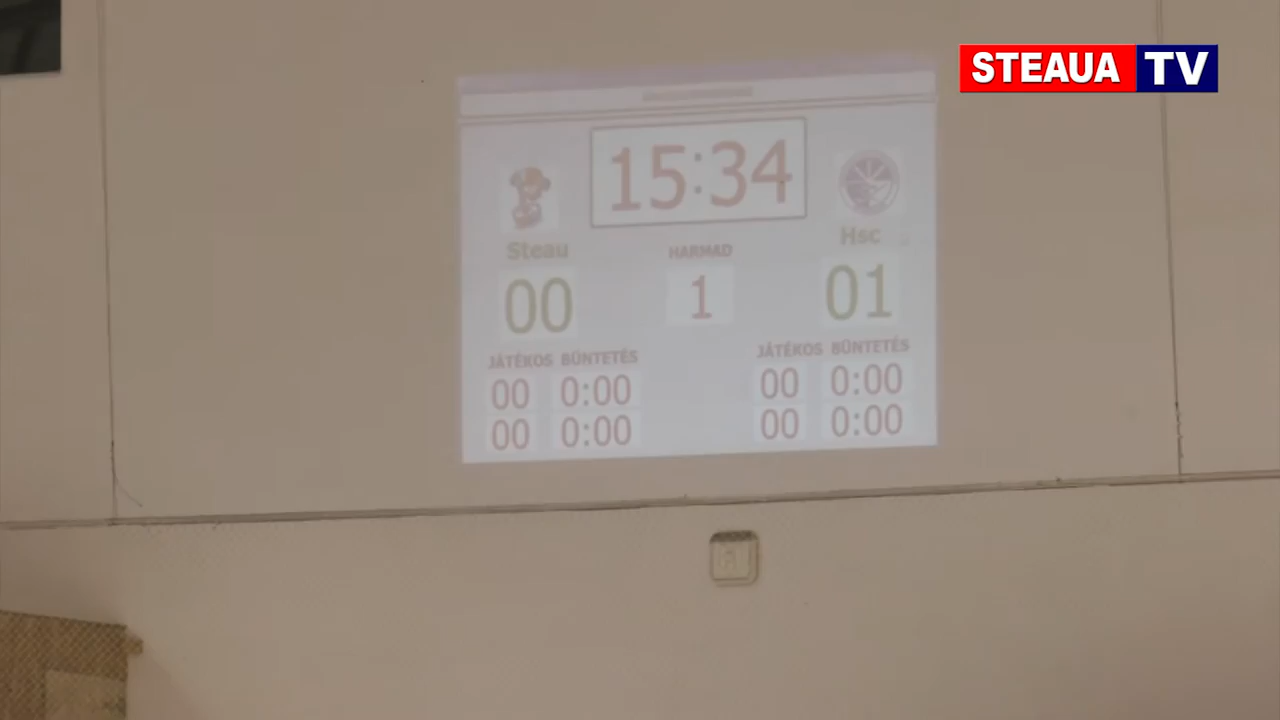 STEAUA TV
15:34
Steau
HARMAD
Hsc
00
1
01
JÁTÉKOS BÜNTETÉS
JÁTÉKOS BÜNTETÉS
00 0:00
00 0:00
00 0:00
00 0:00